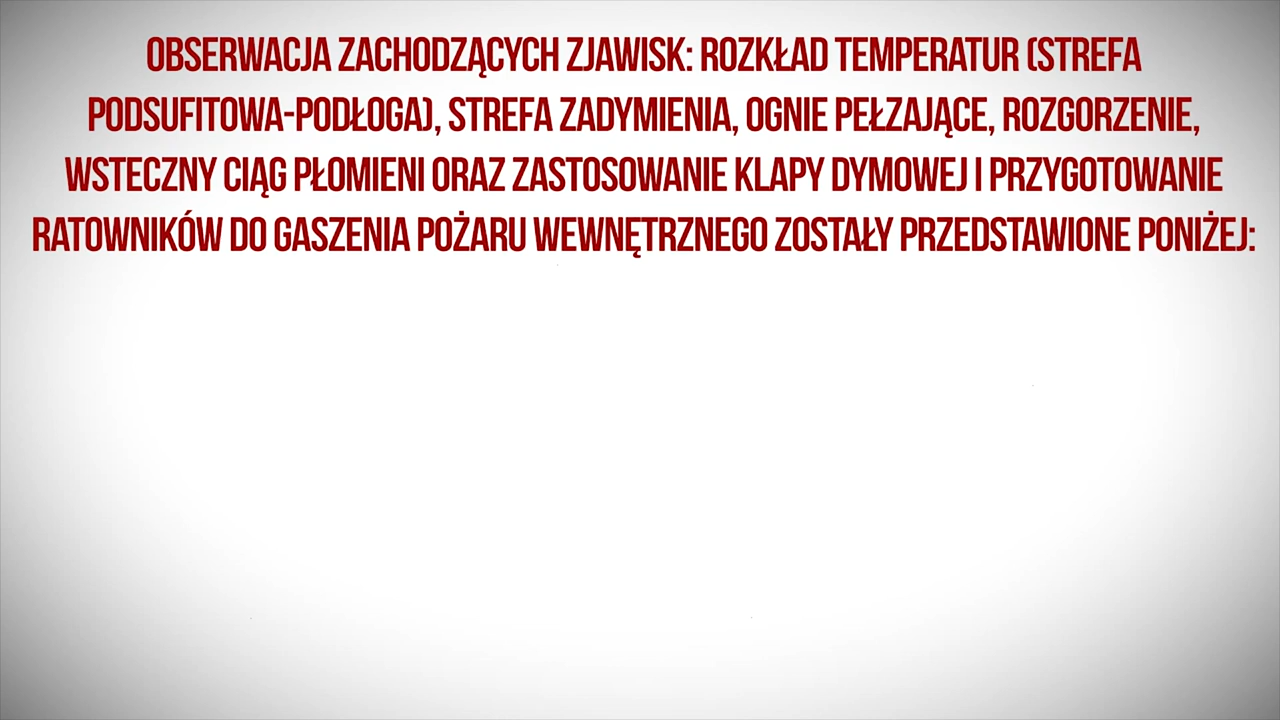 OBSERWACJA ZACHODZĄCYCH ZJAWISK: ROZKŁAD TEMPERATUR (STREFA
PODSUFITOWA-PODŁOGA), STREFA ZADYMIENIA, OGNIE PEŁZAJĄCE, ROZGORZENIE,
WSTECZNY CIĄG PŁOMIENI ORAZ ZASTOSOWANIE KLAPY DYMOWEJ I PRZYGOTOWANIE
RATOWNIKÓW DO GASZENIA POŻARU WEWNĘTRZNEGO ZOSTAŁY PRZEDSTAWIONE PONIŻEJ: